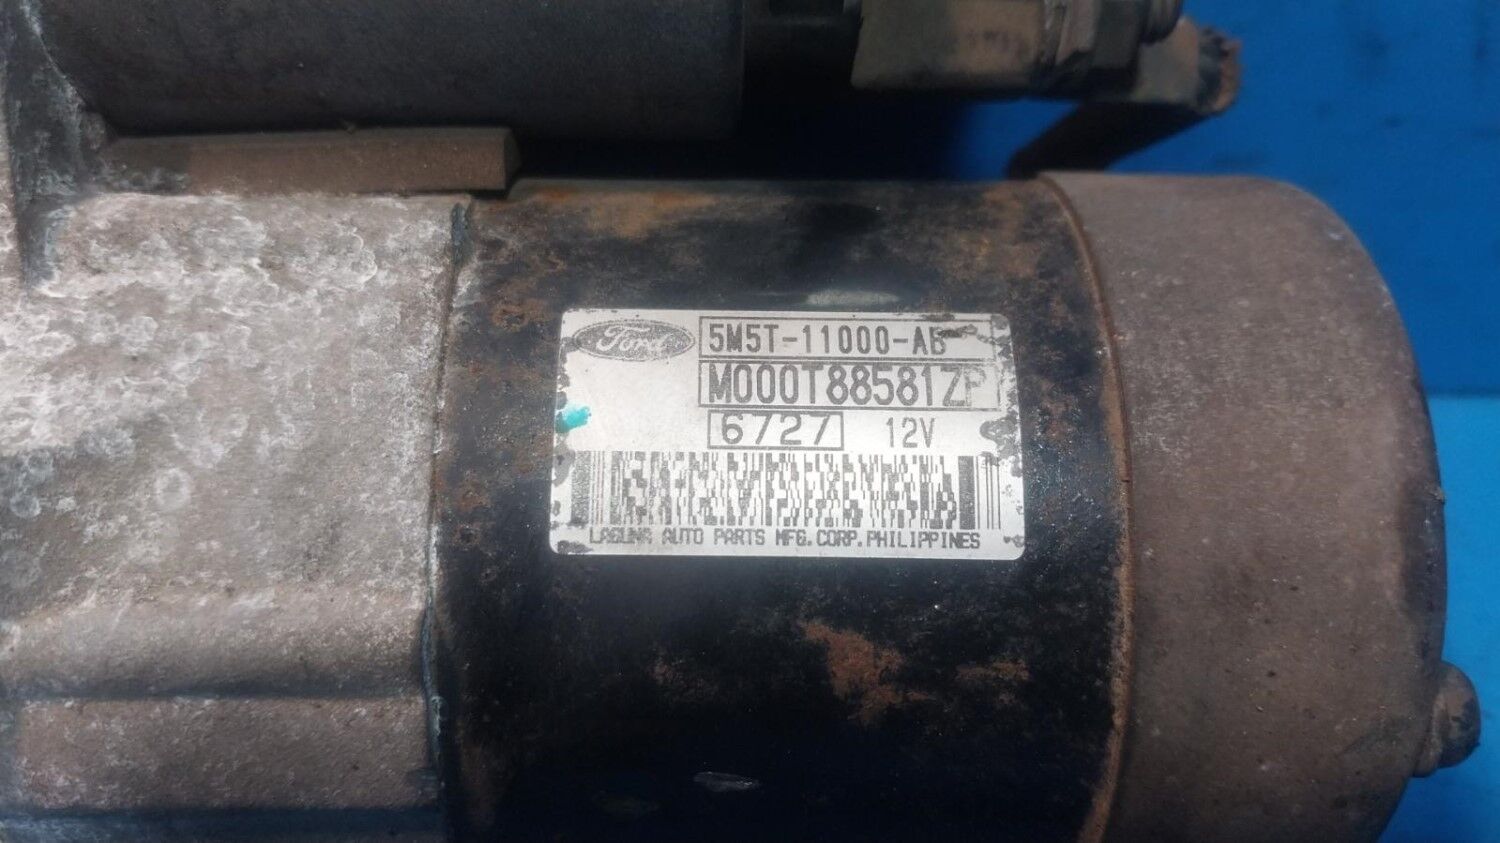 Ford 5M5T-11000-AB
M000T88581ZP
6727 12V
LAGUNA AUTO PARTS MFG.CORP.PHILIPPINES